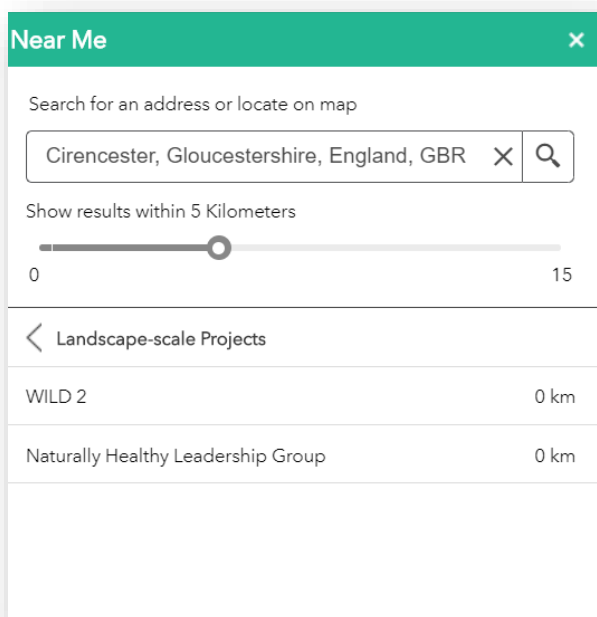 Near Me
Search for an address or locate on map
Cirencester, Gloucestershire, England, GBR
Show results within 5 Kilometers
0 15
Landscape-scale Projects
WILD 2 0 km
Naturally Healthy Leadership Group 0 km